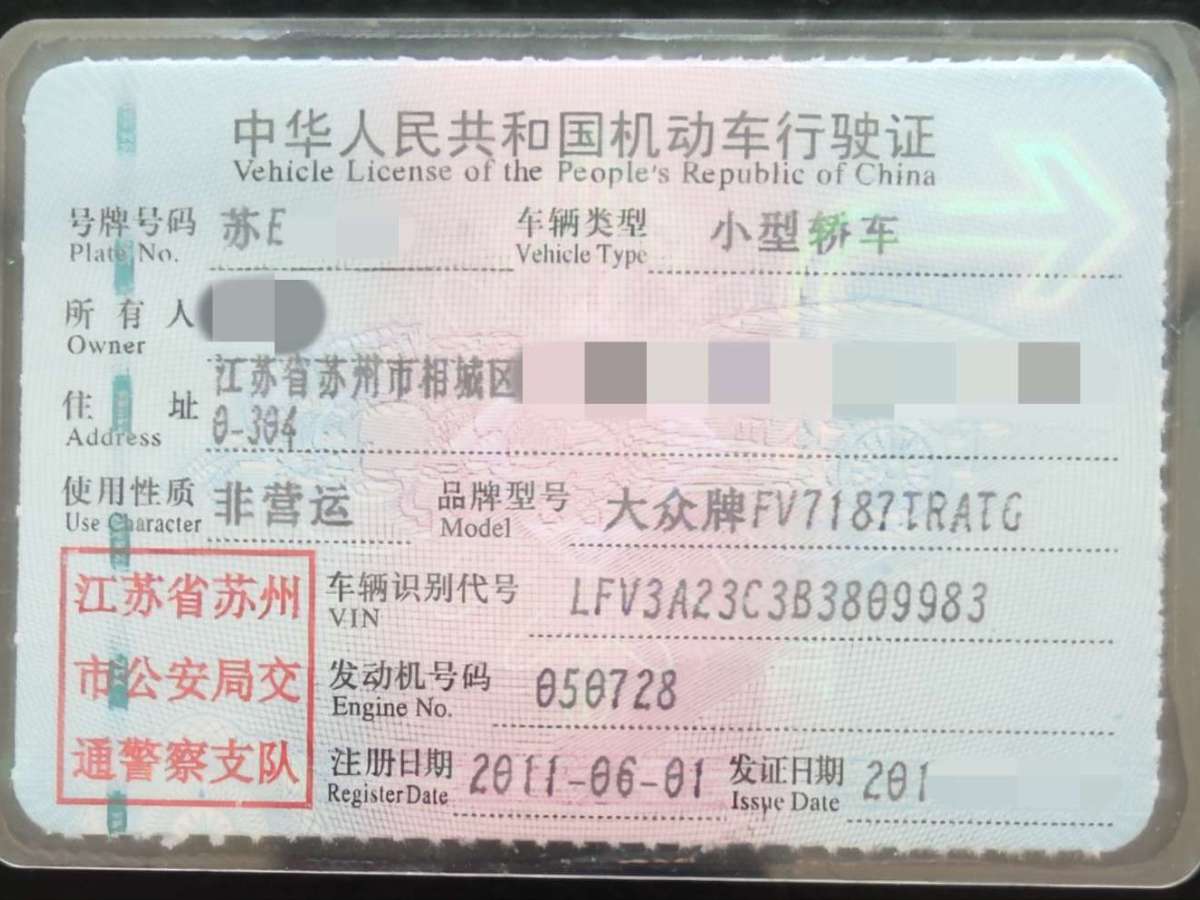 中华人民共和国机动车行驶证
Vehicle License of the People's Republic of China
号牌号码 苏E 车辆类型 小型轿车
Plate No. Vehicle Type
所有人
Owner
江苏省苏州市相城区
住址 0-304
Address
使用性质 非营运 品牌型号 大众牌FV7187TRATG
Use Character Model
江苏省苏州 车辆识别代号 LFV3A23C3B3809983
VIN
市公安局交 发动机号码 050728
Engine No.
通警察支队 注册日期 2011-06-01 发证日期 201
Register Date Issue Date